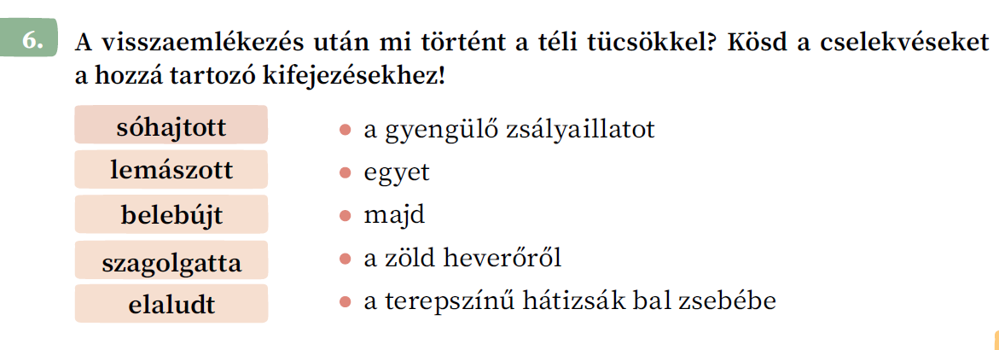 6. A visszaemlékezés után mi történt a téli tücsökkel? Kösd a cselekvéseket
a hozzá tartozó kifejezésekhez!
sóhajtott • a gyengülő zsályaillatot
lemászott • egyet
belebújt • majd
szagolgatta • a zöld heverőről
elaludt • a terepszínű hátizsák bal zsebébe